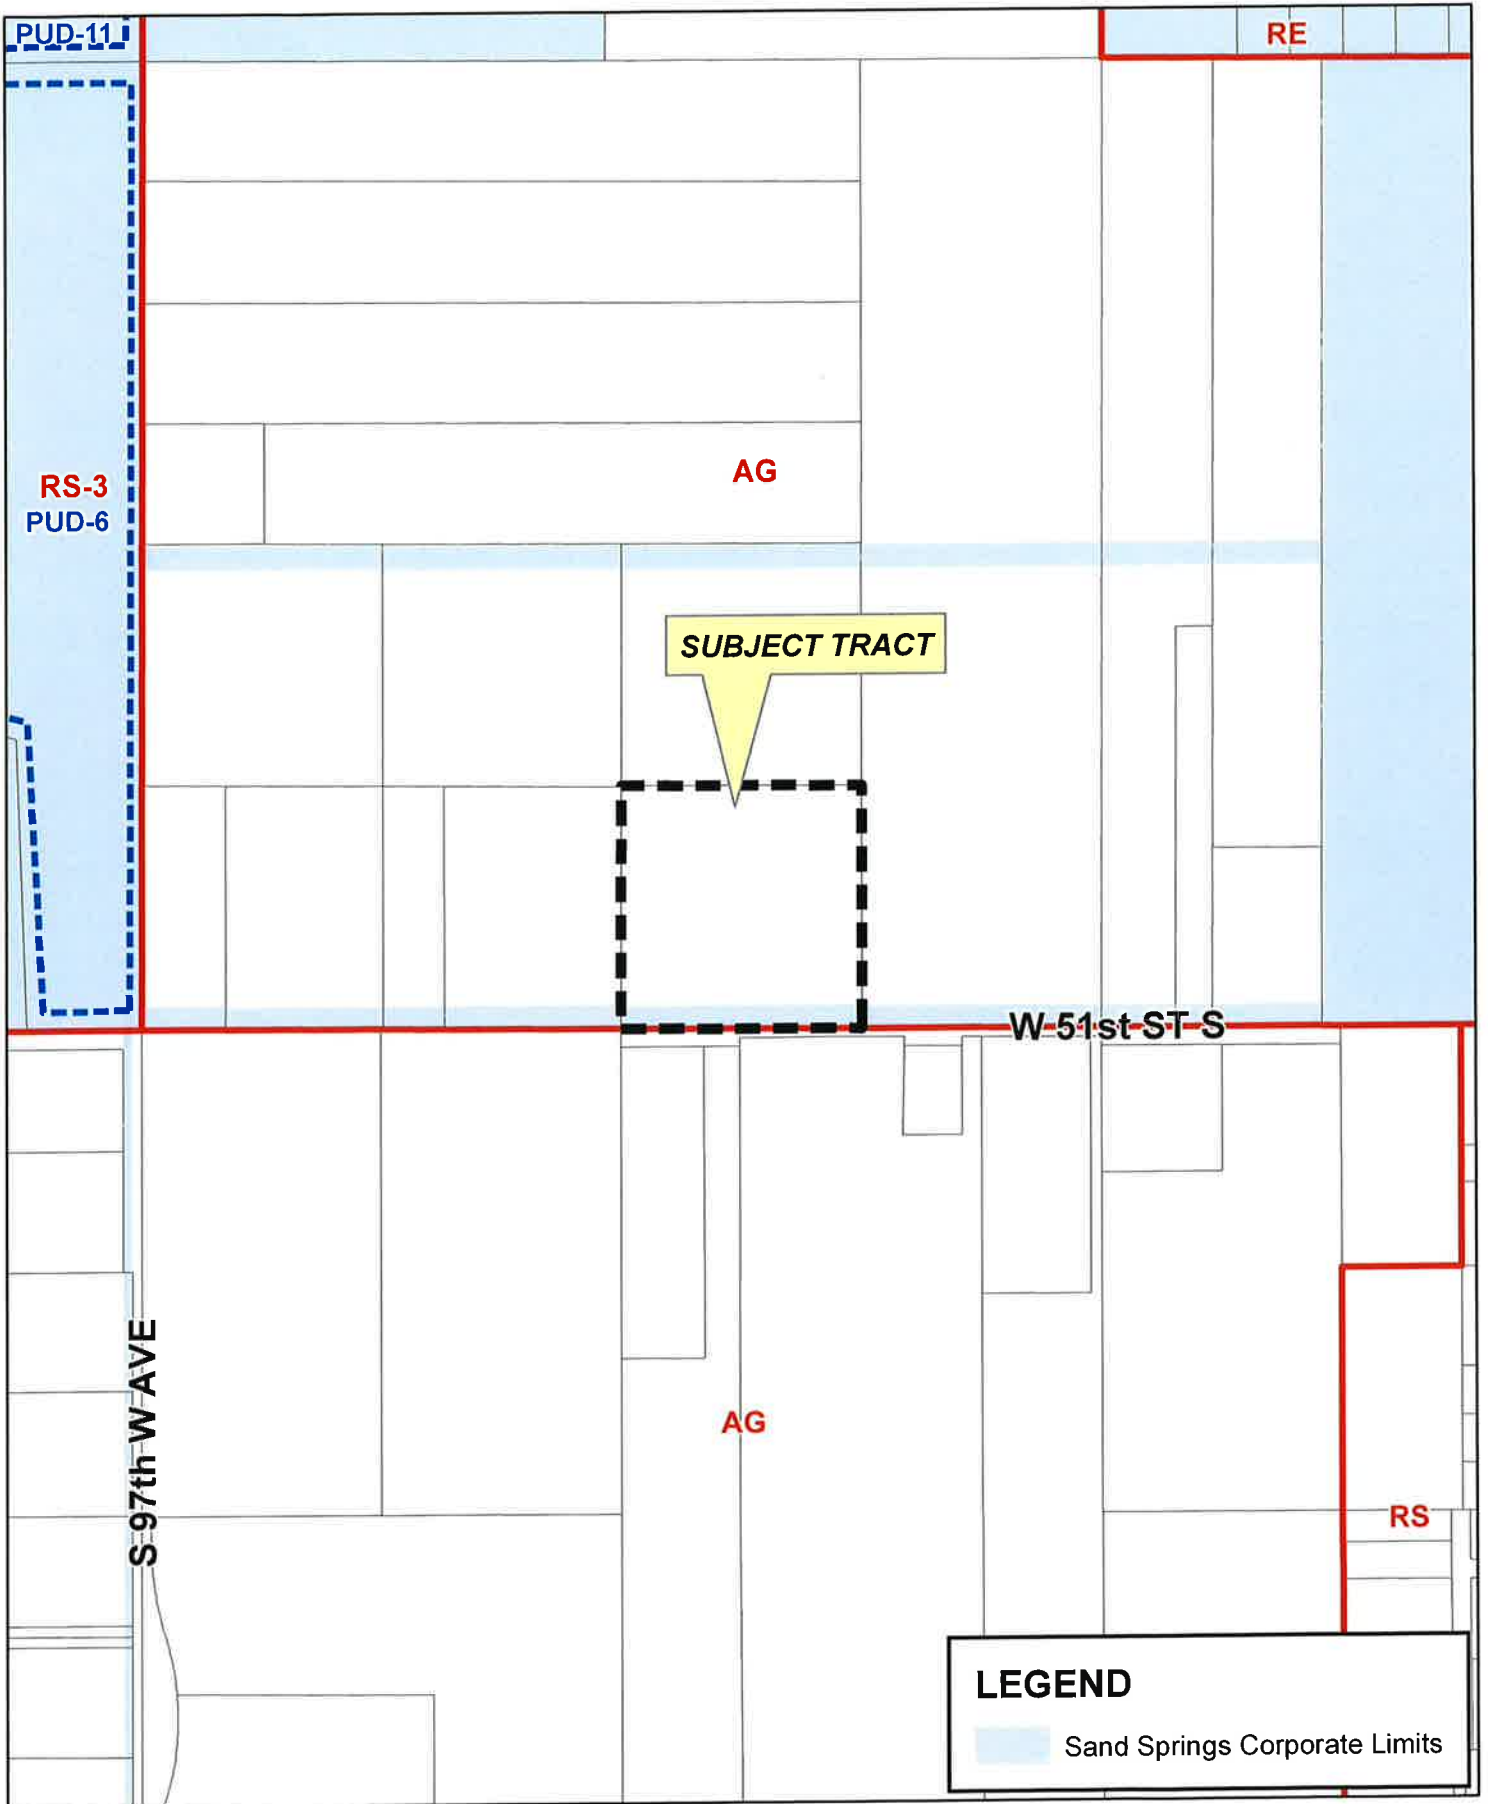 PUD-11
RE
AG
RS-3
PUD-6
SUBJECT TRACT
W 51st ST S
S 97th W AVE
AG
RS
LEGEND
Sand Springs Corporate Limits